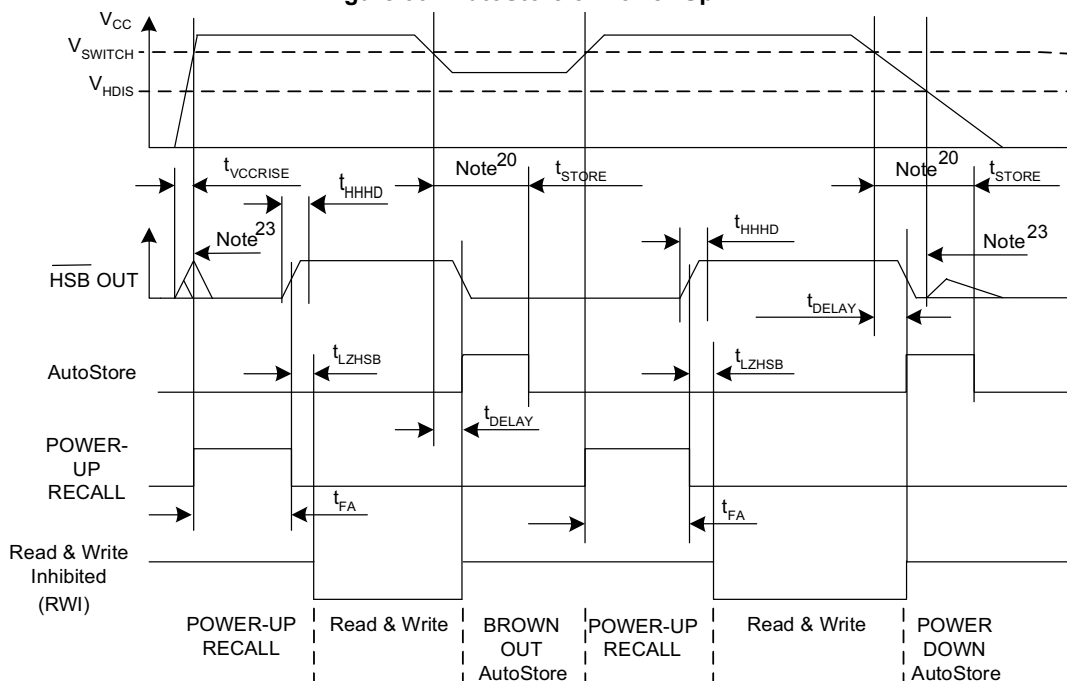 V_CC
V_SWITCH
V_HDIS
t_VCCRISE
Note^20
t_STORE
Note^20
t_STORE
t_HHHD
t_HHHD
Note^23
Note^23
HSB OUT
t_DELAY
t_LZHSB
t_LZHSB
AutoStore
t_DELAY
POWER-
UP
RECALL
t_FA
t_FA
Read & Write
Inhibited
(RWI)
POWER-UP
RECALL
Read & Write
BROWN
OUT
AutoStore
POWER-UP
RECALL
Read & Write
POWER
DOWN
AutoStore